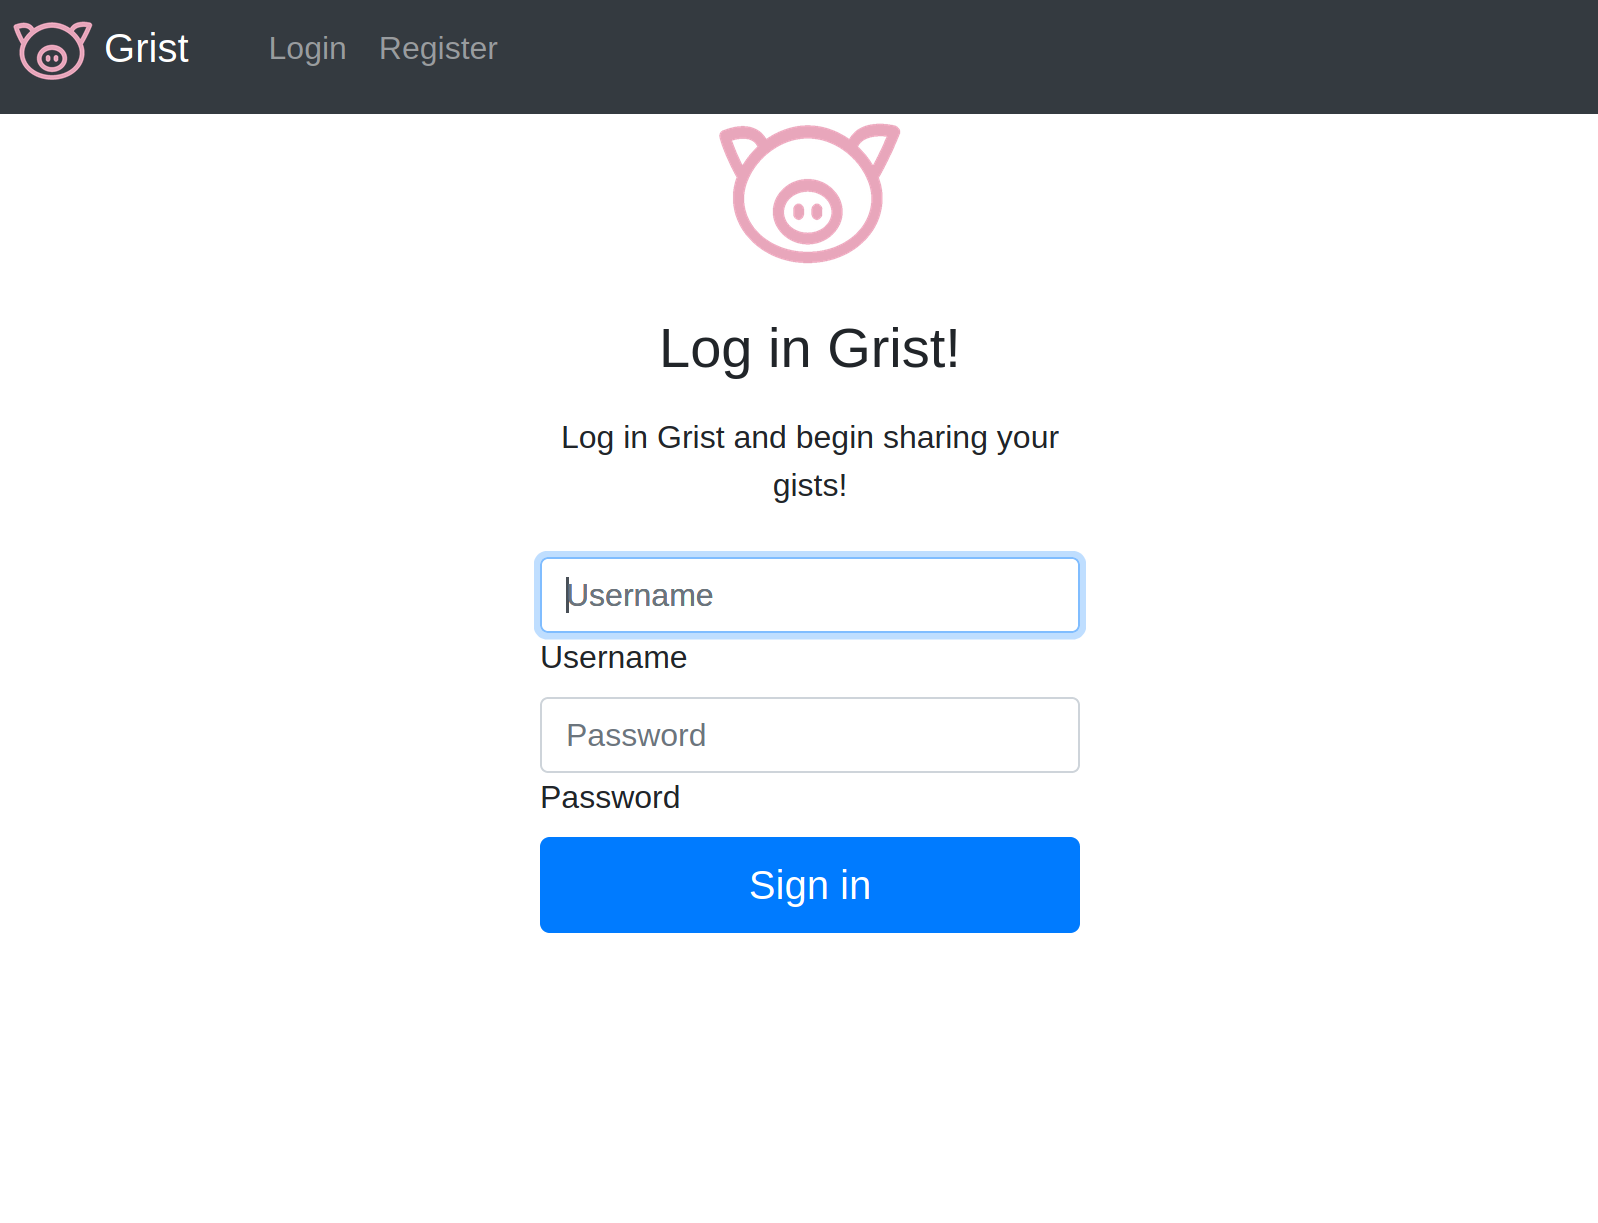 Grist Login Register
Log in Grist!
Log in Grist and begin sharing your
gists!
Username
Username
Password
Password
Sign in